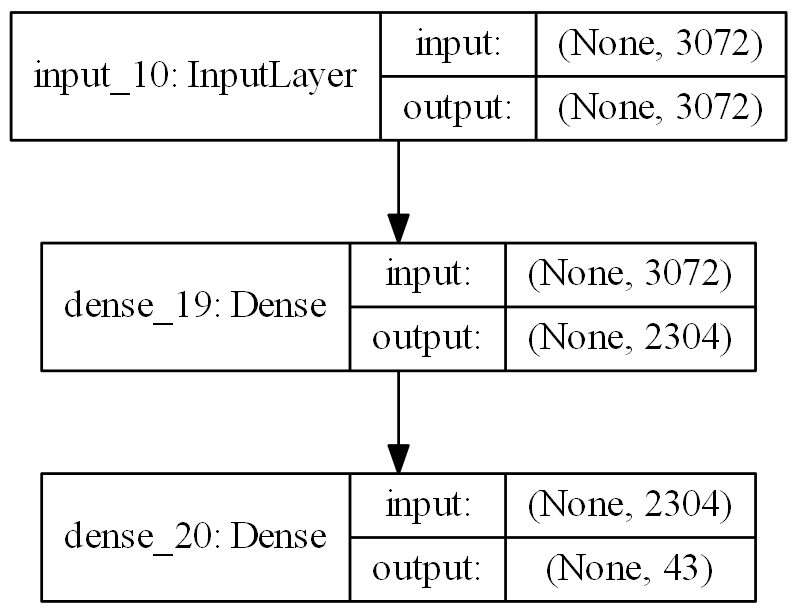 input_10: InputLayer
input: (None, 3072)
output: (None, 3072)
dense_19: Dense
input: (None, 3072)
output: (None, 2304)
dense_20: Dense
input: (None, 2304)
output: (None, 43)